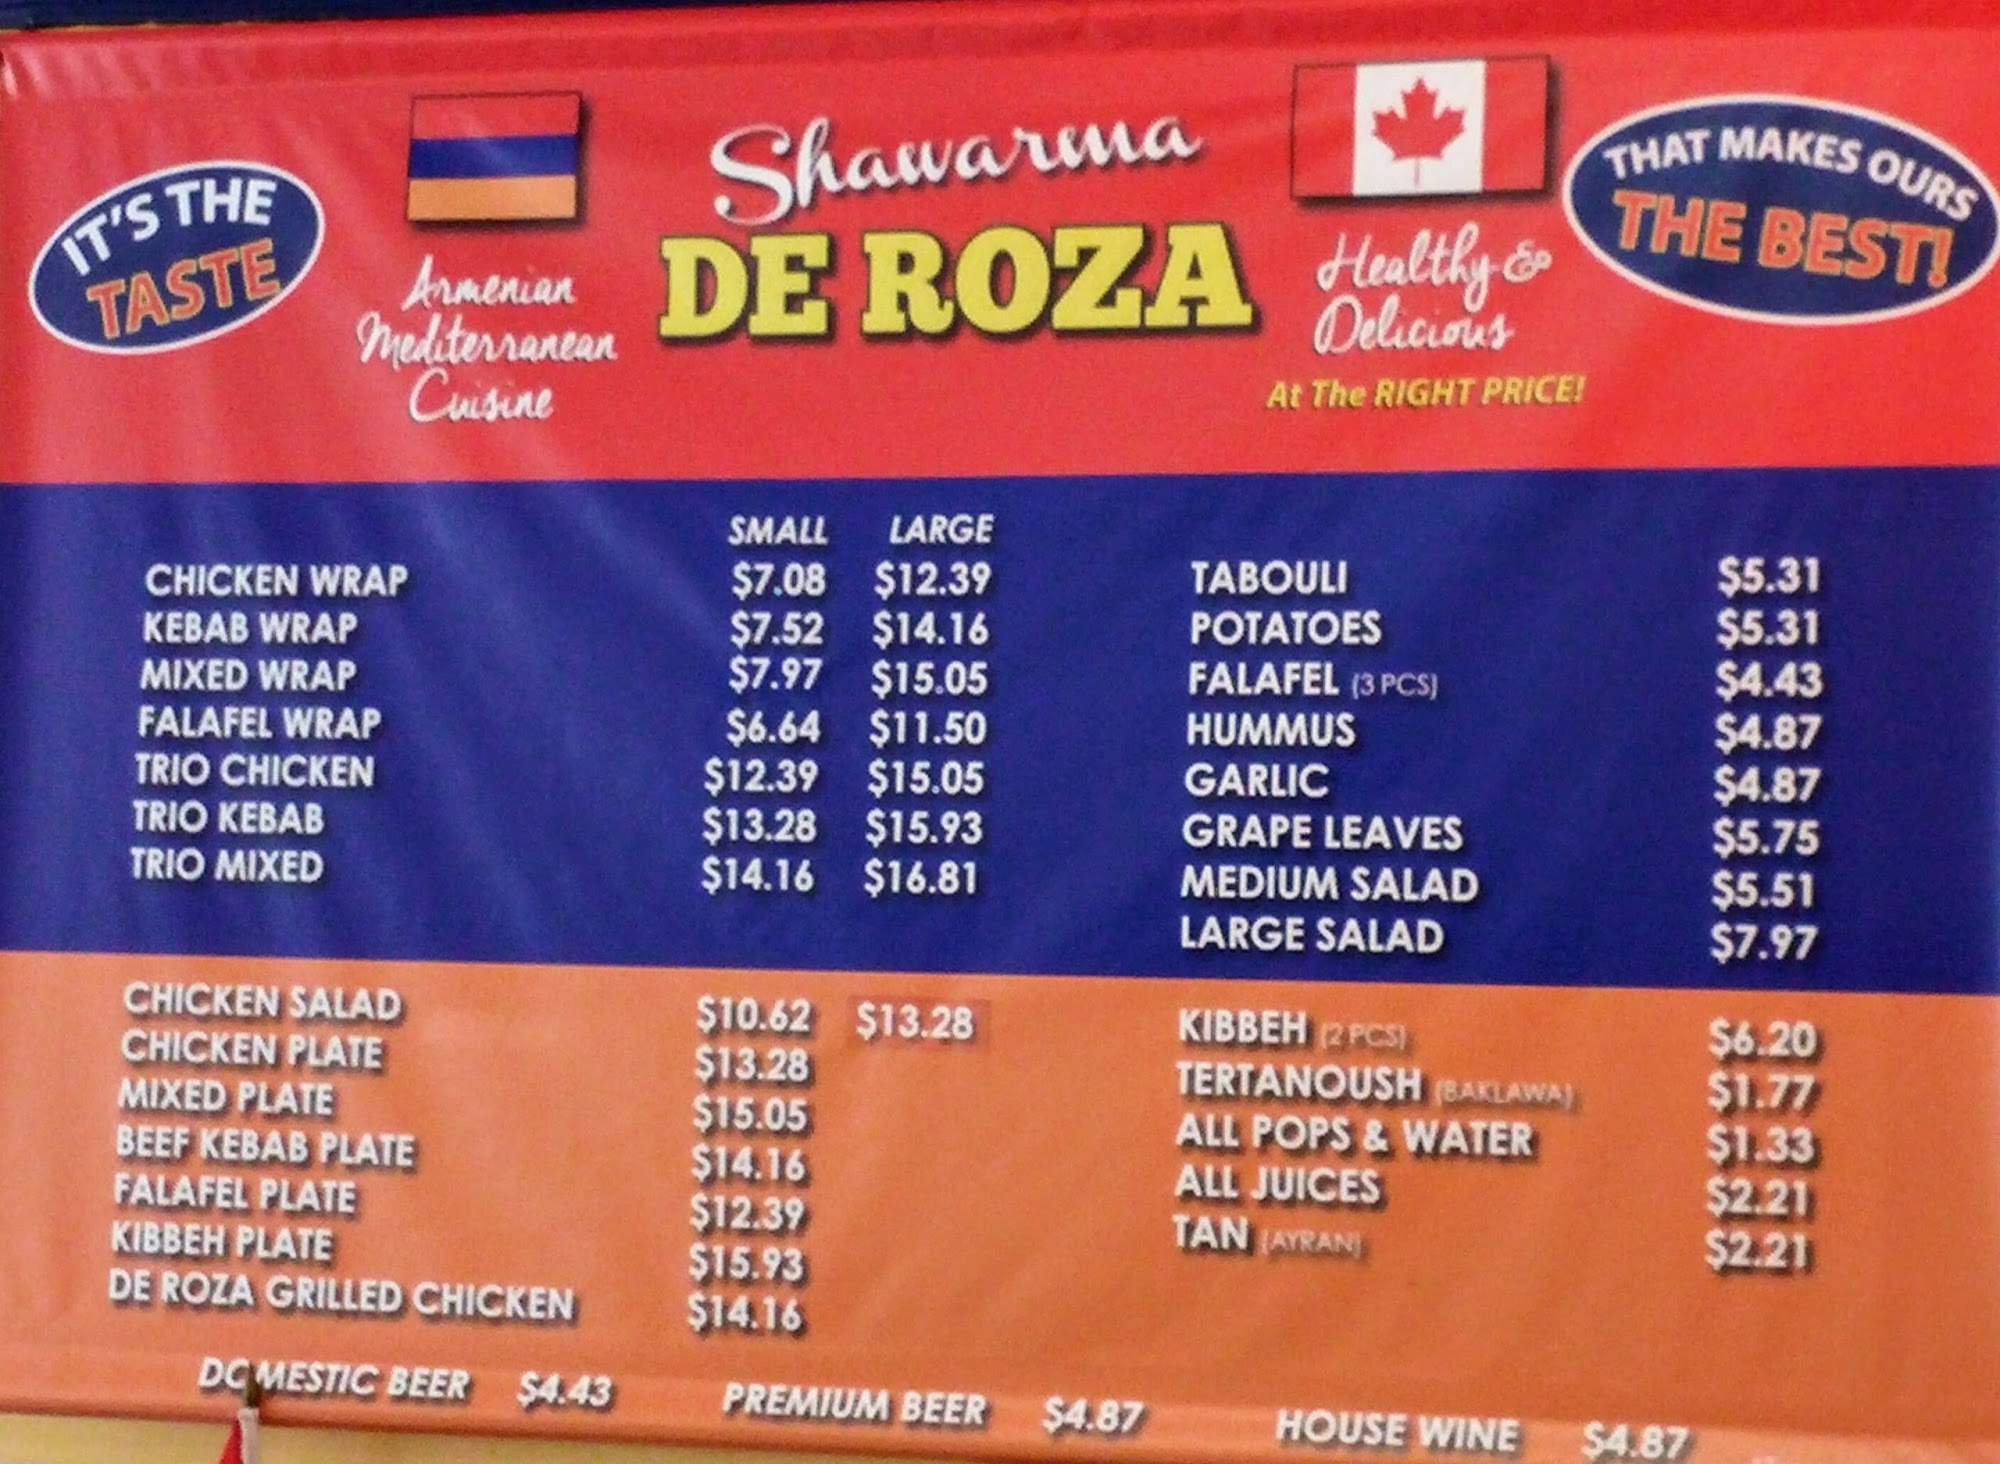 IT'S THE
TASTE
Armenian
Mediterranean
Cuisine
Shawarma
DE ROZA
Healthy &
Delicious
At The RIGHT PRICE!
THAT MAKES OURS
THE BEST!
SMALL LARGE
CHICKEN WRAP $7.08 $12.39
KEBAB WRAP $7.52 $14.16
MIXED WRAP $7.97 $15.05
FALAFEL WRAP $6.64 $11.50
TRIO CHICKEN $12.39 $15.05
TRIO KEBAB $13.28 $15.93
TRIO MIXED $14.16 $16.81
TABOULI $5.31
POTATOES $5.31
FALAFEL (3 PCS) $4.43
HUMMUS $4.87
GARLIC $4.87
GRAPE LEAVES $5.75
MEDIUM SALAD $5.51
LARGE SALAD $7.97
CHICKEN SALAD $10.62 $13.28
CHICKEN PLATE $13.28
MIXED PLATE $15.05
BEEF KEBAB PLATE $14.16
FALAFEL PLATE $12.39
KIBBEH PLATE $15.93
DE ROZA GRILLED CHICKEN $14.16
KIBBEH (2 PCS) $6.20
TERTANOUSH (BAKLAWA) $1.77
ALL POPS & WATER $1.33
ALL JUICES $2.21
TAN (AYRAN) $2.21
DOMESTIC BEER $4.43 PREMIUM BEER $4.87 HOUSE WINE $4.87